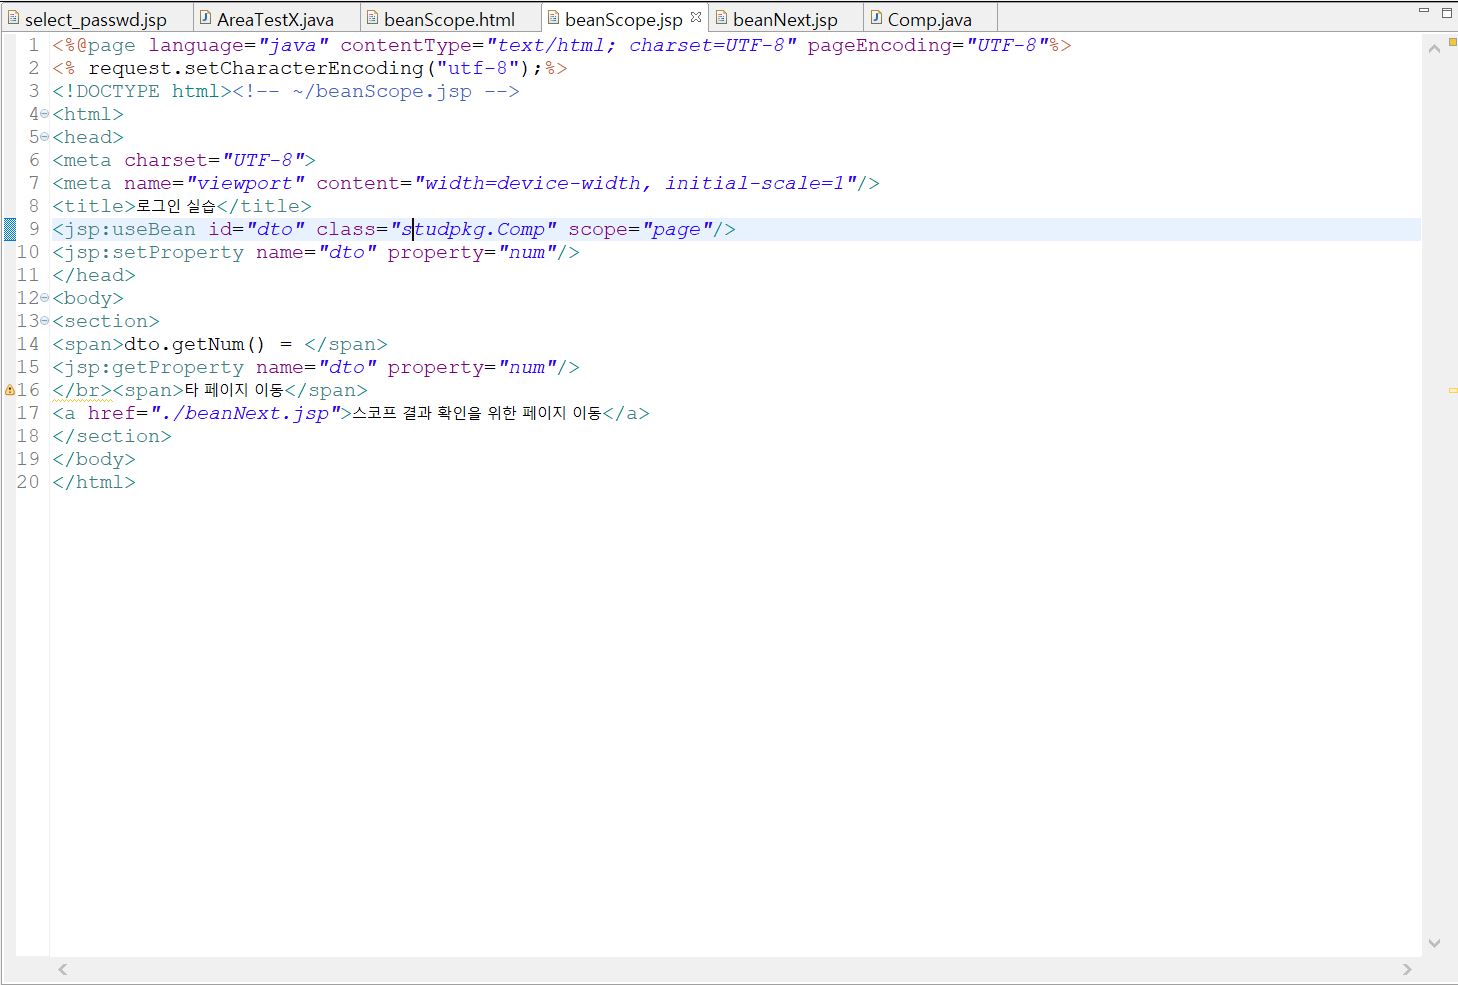 select_passwd.jsp AreaTestX.java beanScope.html beanScope.jsp beanNext.jsp Comp.java
1 <%@page language="java" contentType="text/html; charset=UTF-8" pageEncoding="UTF-8"%>
2 <% request.setCharacterEncoding("utf-8");%>
3 <!DOCTYPE html><!-- ~/beanScope.jsp -->
4 <html>
5 <head>
6 <meta charset="UTF-8">
7 <meta name="viewport" content="width=device-width, initial-scale=1"/>
8 <title>로그인 실습</title>
9 <jsp:useBean id="dto" class="studpkg.Comp" scope="page"/>
10 <jsp:setProperty name="dto" property="num"/>
11 </head>
12 <body>
13 <section>
14 <span>dto.getNum() = </span>
15 <jsp:getProperty name="dto" property="num"/>
16 </br><span>타 페이지 이동</span>
17 <a href="./beanNext.jsp">스코프 결과 확인을 위한 페이지 이동</a>
18 </section>
19 </body>
20 </html>